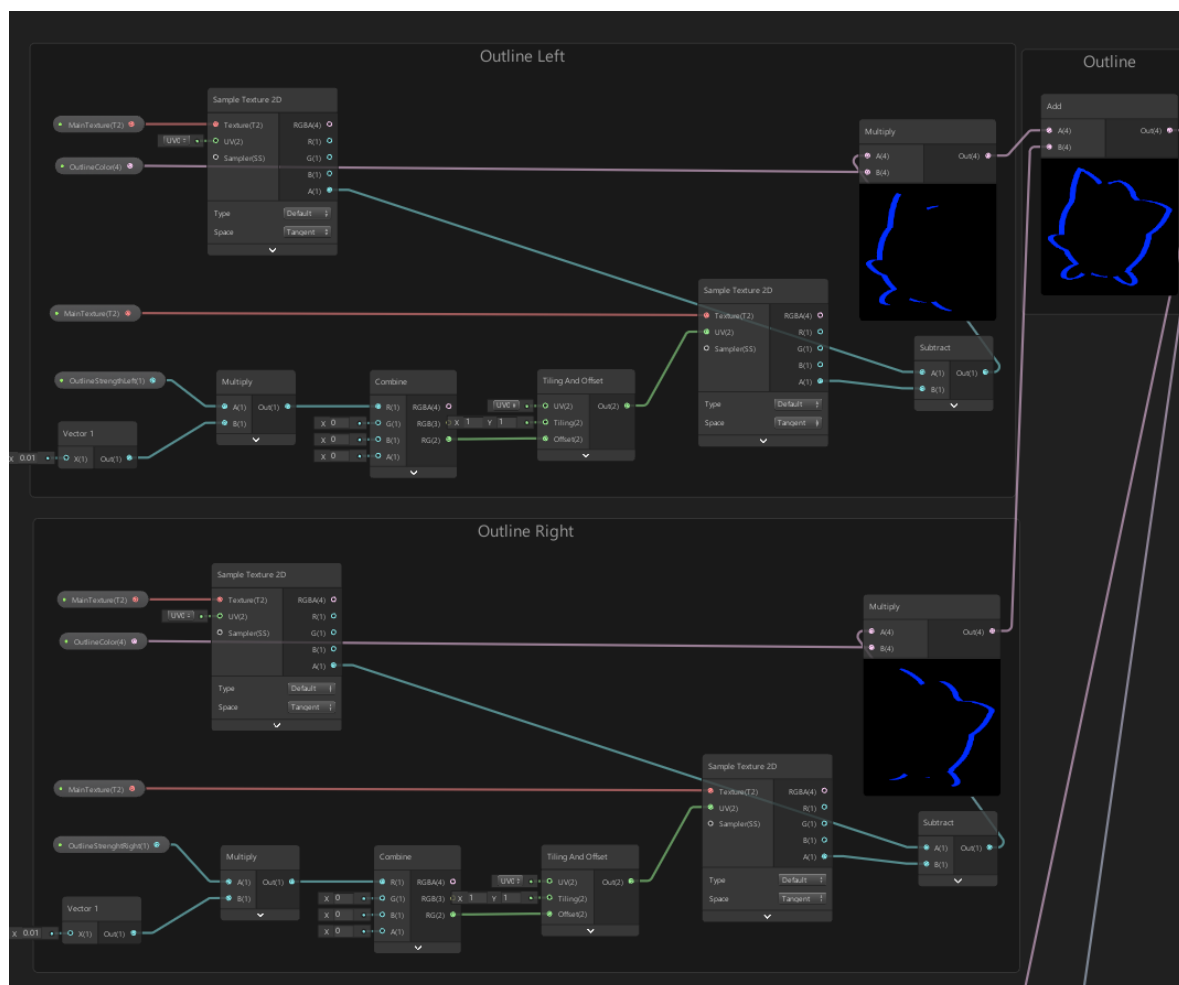 Outline Left
Sample Texture 2D
MainTexture(T2)
Texture(T2)
RGBA(4)
UV0
UV(2)
R(1)
OutlineColor(4)
Sampler(SS)
G(1)
B(1)
A(1)
Type
Default
Space
Tangent
Multiply
A(4)
Out(4)
B(4)
MainTexture(T2)
Sample Texture 2D
Texture(T2)
RGBA(4)
UV(2)
R(1)
Sampler(SS)
G(1)
B(1)
A(1)
Type
Default
Space
Tangent
Subtract
A(1)
Out(1)
B(1)
OutlineStrengthLeft(1)
Multiply
A(1)
Out(1)
B(1)
Vector 1
X 0.01
X(1)
Out(1)
Combine
R(1)
RGBA(4)
X 0
G(1)
RGB(3)
X 0
B(1)
RG(2)
X 0
A(1)
Tiling And Offset
UV0
UV(2)
Out(2)
X 1 Y 1
Tiling(2)
Offset(2)
Outline
Add
A(4)
Out(4)
B(4)
Outline Right
Sample Texture 2D
MainTexture(T2)
Texture(T2)
RGBA(4)
UV0
UV(2)
R(1)
OutlineColor(4)
Sampler(SS)
G(1)
B(1)
A(1)
Type
Default
Space
Tangent
Multiply
A(4)
Out(4)
B(4)
MainTexture(T2)
Sample Texture 2D
Texture(T2)
RGBA(4)
UV(2)
R(1)
Sampler(SS)
G(1)
B(1)
A(1)
Type
Default
Space
Tangent
Subtract
A(1)
Out(1)
B(1)
OutlineStrenghtRight(1)
Multiply
A(1)
Out(1)
B(1)
Vector 1
X 0.01
X(1)
Out(1)
Combine
R(1)
RGBA(4)
X 0
G(1)
RGB(3)
X 0
B(1)
RG(2)
X 0
A(1)
Tiling And Offset
UV0
UV(2)
Out(2)
X 1 Y 1
Tiling(2)
Offset(2)